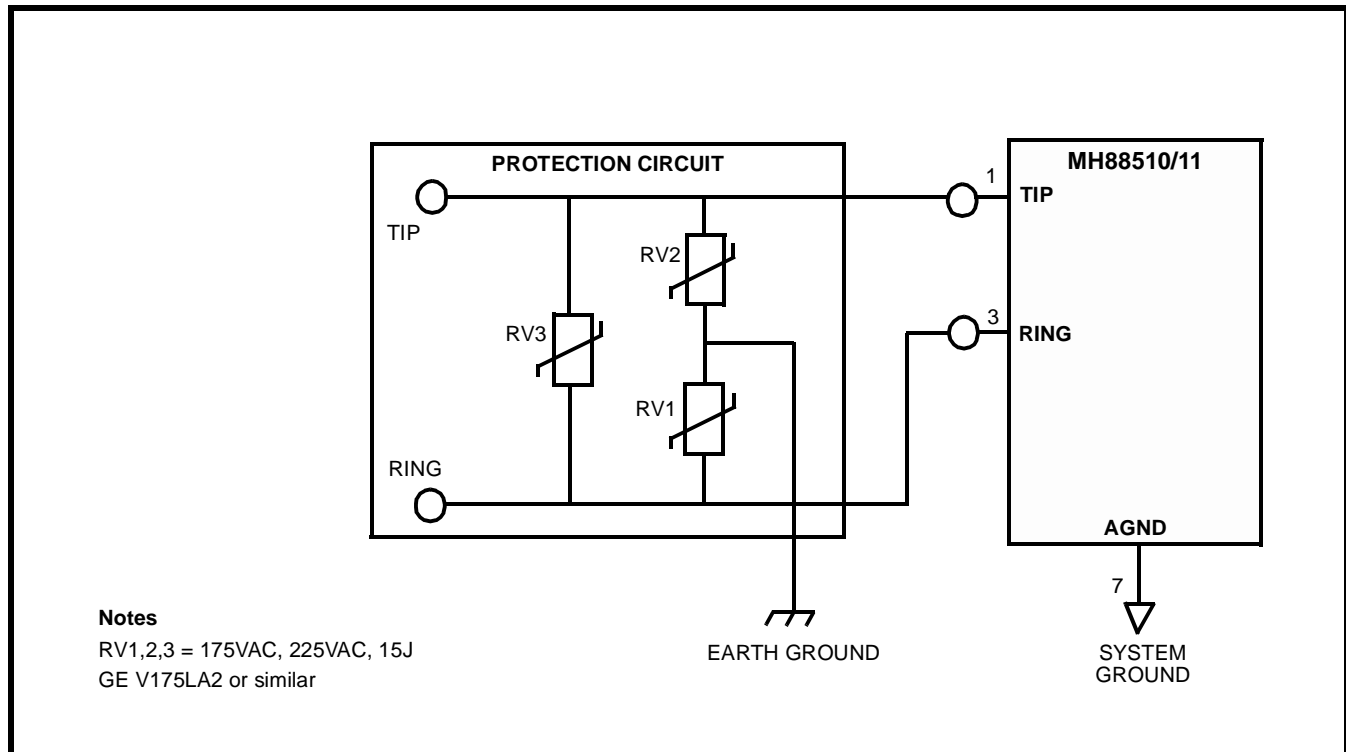 PROTECTION CIRCUIT
MH88510/11
1
TIP
TIP
RV2
RV3
3
RING
RV1
RING
AGND
7
Notes
RV1,2,3 = 175VAC, 225VAC, 15J
GE V175LA2 or similar
EARTH GROUND
SYSTEM
GROUND